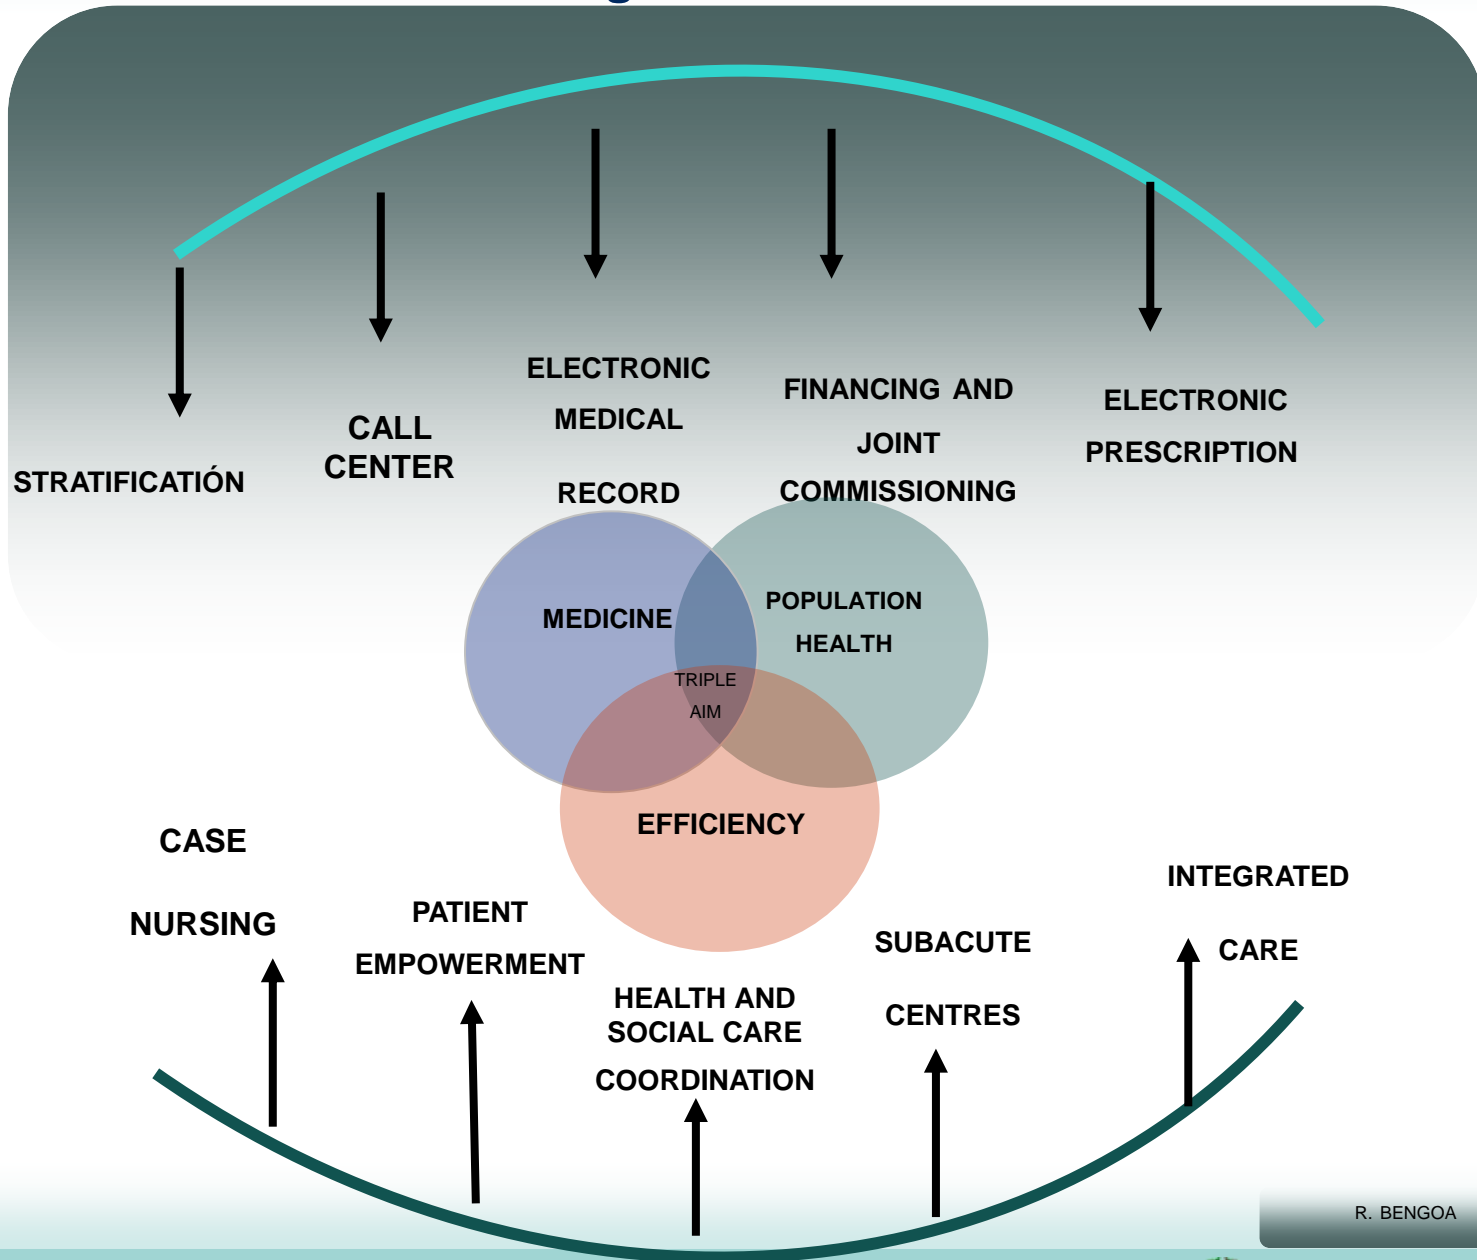 STRATIFICATIÓN
CALL
CENTER
ELECTRONIC
MEDICAL
RECORD
FINANCING AND
JOINT
COMMISSIONING
ELECTRONIC
PRESCRIPTION
MEDICINE
POPULATION
HEALTH
TRIPLE
AIM
EFFICIENCY
CASE
NURSING
PATIENT
EMPOWERMENT
HEALTH AND
SOCIAL CARE
COORDINATION
SUBACUTE
CENTRES
INTEGRATED
CARE
R. BENGOA